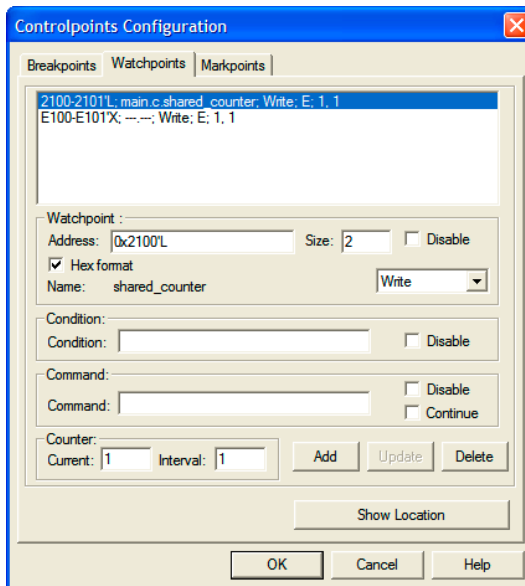 Controlpoints Configuration
Breakpoints Watchpoints Markpoints
2100-2101'L; main.c.shared_counter; Write; E; 1, 1
E100-E101'X; ---.---; Write; E; 1, 1
Watchpoint :
Address: 0x2100'L Size: 2 Disable
Hex format
Name: shared_counter Write
Condition:
Condition: Disable
Command:
Disable
Command:
Continue
Counter:
Current: 1 Interval: 1 Add Update Delete
Show Location
OK Cancel Help